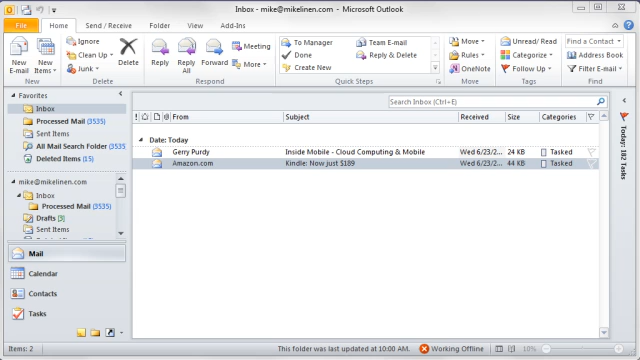 Inbox - mike@mikelinen.com - Microsoft Outlook
File Home Send / Receive Folder View Add-Ins
New E-mail
New Items
Ignore
Clean Up
Junk
Delete
Delete
Reply
Reply All
Forward
Meeting
More
Respond
To Manager
Done
Create New
Team E-mail
Reply & Delete
Quick Steps
Move
Rules
OneNote
Move
Unread/ Read
Categorize
Follow Up
Tags
Find a Contact
Address Book
Filter E-mail
Find
New
Favorites
Inbox
Processed Mail (3535)
Sent Items
All Mail Search Folder (3535)
Deleted Items (15)
mike@mikelinen.com
Inbox
Processed Mail (3535)
Drafts [3]
Sent Items
Mail
Calendar
Contacts
Tasks
Search Inbox (Ctrl+E)
From Subject Received Size Categories
Date: Today
Gerry Purdy Inside Mobile - Cloud Computing & Mobile Wed 6/23/2... 24 KB Tasked
Amazon.com Kindle: Now just $189 Wed 6/23/2... 44 KB Tasked
Today: 182 Tasks
Items: 2 This folder was last updated at 10:00 AM. Working Offline 10%